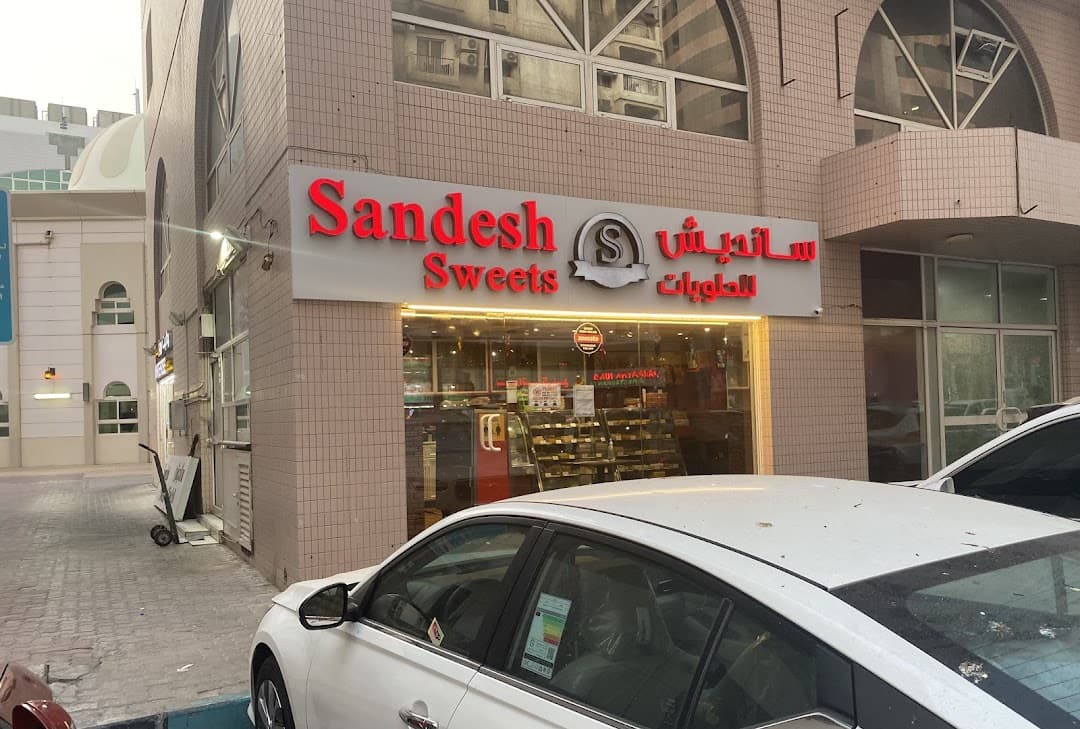 Sandesh
Sweets
S
سانديش
للحلويات